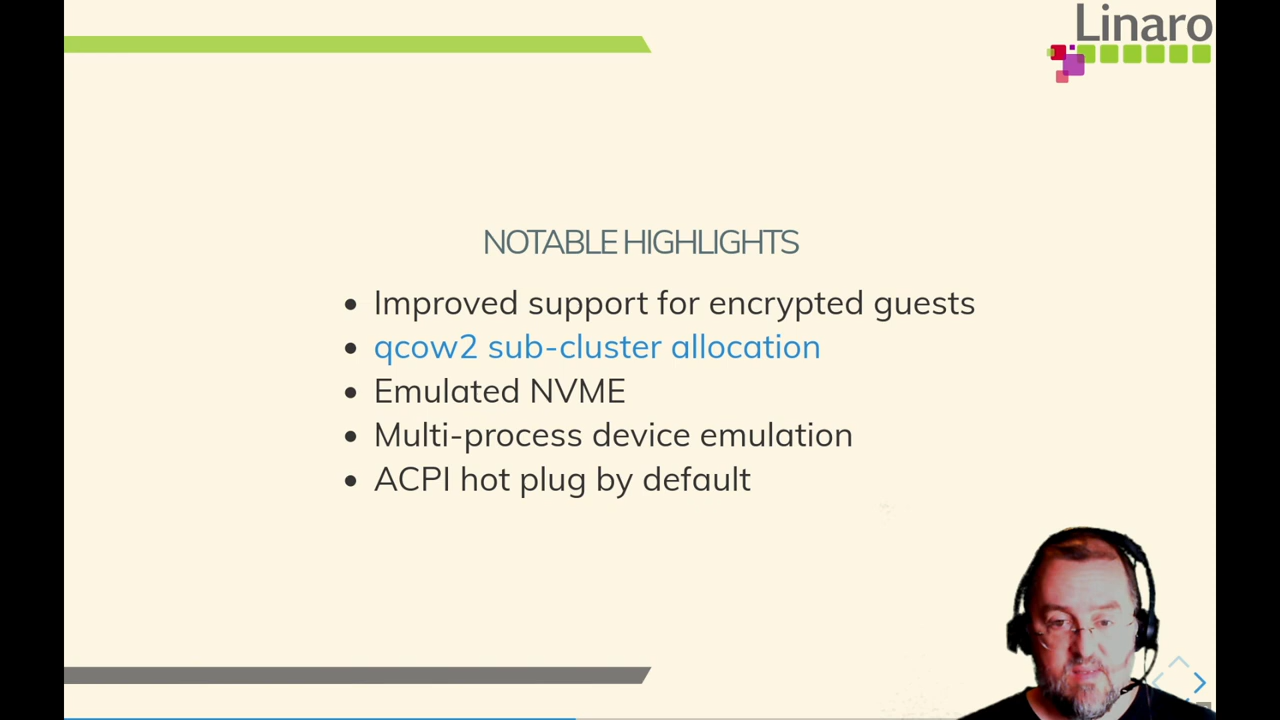 Linaro
NOTABLE HIGHLIGHTS
Improved support for encrypted guests
qcow2 sub-cluster allocation
Emulated NVME
Multi-process device emulation
ACPI hot plug by default